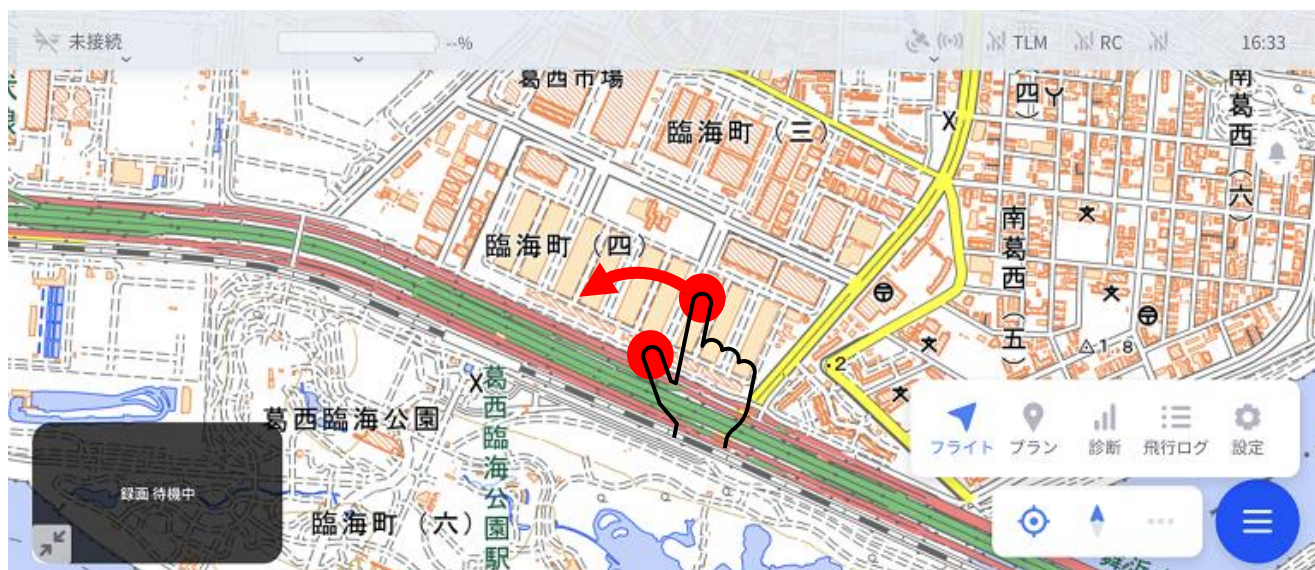 未接続
--%
TLM
RC
16:33
葛西市場
臨海町（三）
四）
南葛西（六）
臨海町（四）
南葛西（五）
1.8
.2
葛西臨海公園
葛西臨海公園駅
臨海町（六）
録画 待機中
フライト
プラン
診断
飛行ログ
設定